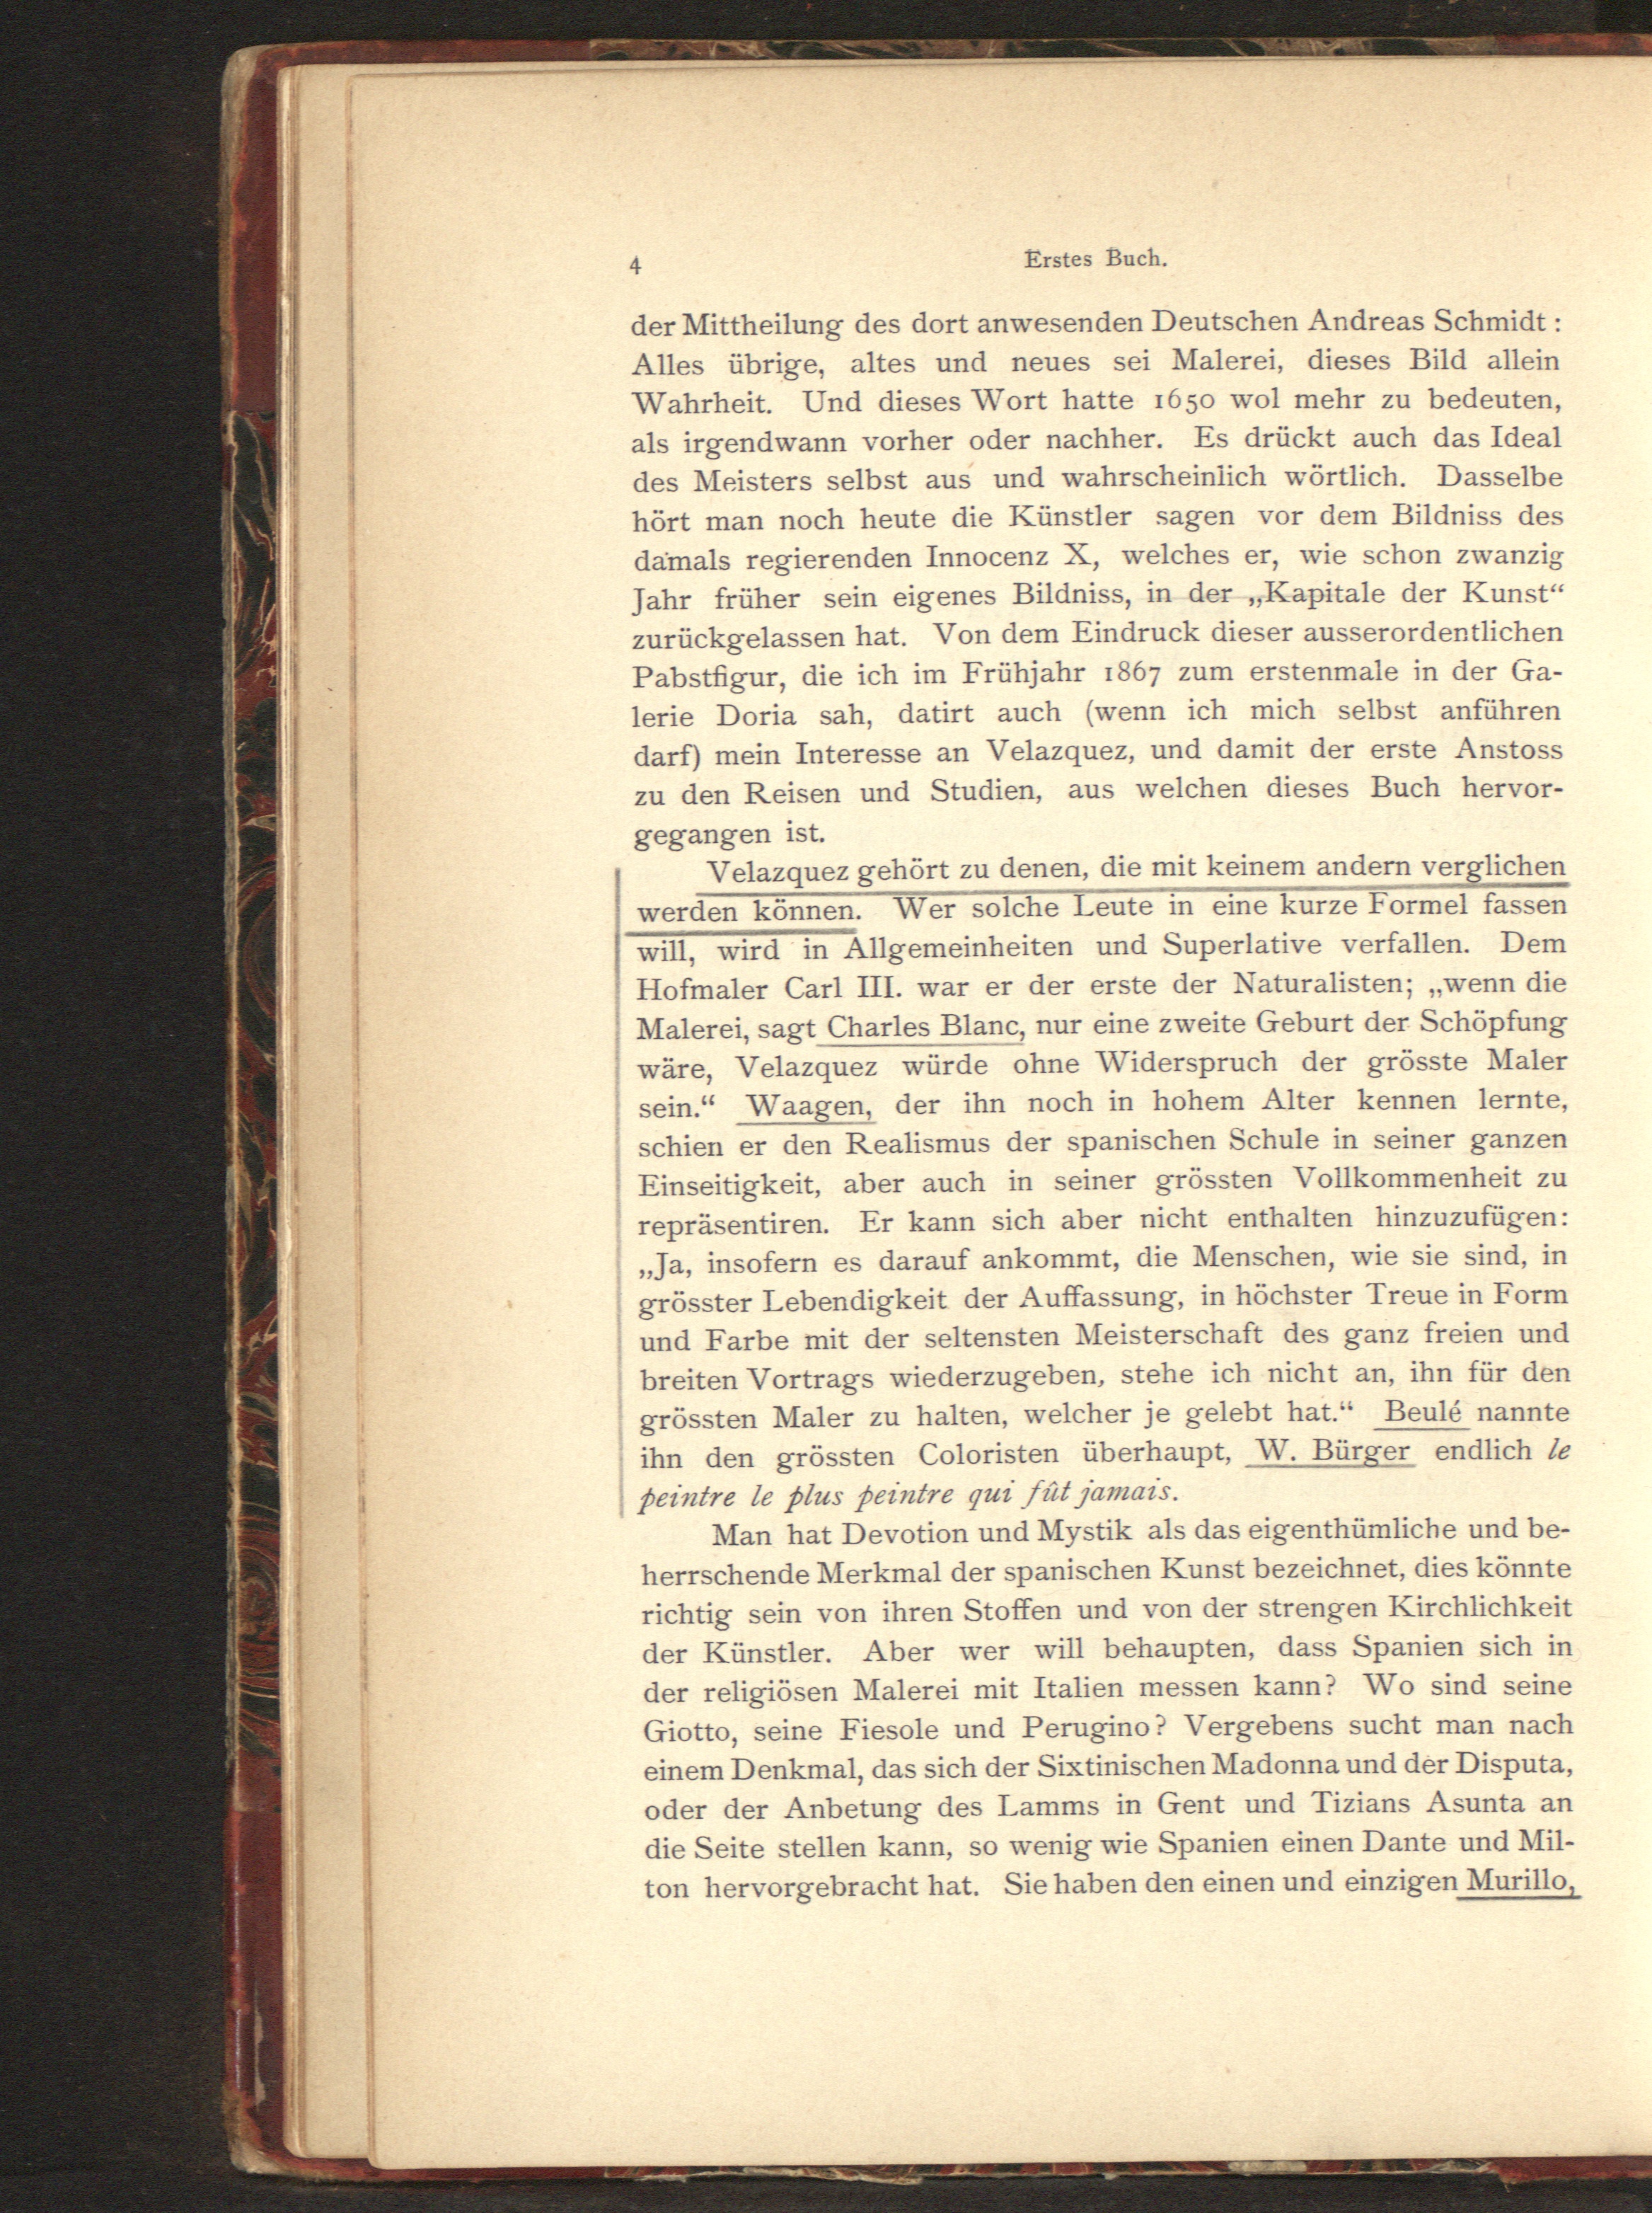 4 Erstes Buch.
der Mittheilung des dort anwesenden Deutschen Andreas Schmidt:
Alles übrige, altes und neues sei Malerei, dieses Bild allein
Wahrheit. Und dieses Wort hatte 1650 wol mehr zu bedeuten,
als irgendwann vorher oder nachher. Es drückt auch das Ideal
des Meisters selbst aus und wahrscheinlich wörtlich. Dasselbe
hört man noch heute die Künstler sagen vor dem Bildniss des
damals regierenden Innocenz X, welches er, wie schon zwanzig
Jahr früher sein eigenes Bildniss, in der „Kapitale der Kunst“
zurückgelassen hat. Von dem Eindruck dieser ausserordentlichen
Pabstfigur, die ich im Frühjahr 1867 zum erstenmale in der Ga-
lerie Doria sah, datirt auch (wenn ich mich selbst anführen
darf) mein Interesse an Velazquez, und damit der erste Anstoss
zu den Reisen und Studien, aus welchen dieses Buch hervor-
gegangen ist.
Velazquez gehört zu denen, die mit keinem andern verglichen
werden können. Wer solche Leute in eine kurze Formel fassen
will, wird in Allgemeinheiten und Superlative verfallen. Dem
Hofmaler Carl III. war er der erste der Naturalisten; „wenn die
Malerei, sagt Charles Blanc, nur eine zweite Geburt der Schöpfung
wäre, Velazquez würde ohne Widerspruch der grösste Maler
sein.“ Waagen, der ihn noch in hohem Alter kennen lernte,
schien er den Realismus der spanischen Schule in seiner ganzen
Einseitigkeit, aber auch in seiner grössten Vollkommenheit zu
repräsentiren. Er kann sich aber nicht enthalten hinzuzufügen:
„Ja, insofern es darauf ankommt, die Menschen, wie sie sind, in
grösster Lebendigkeit der Auffassung, in höchster Treue in Form
und Farbe mit der seltensten Meisterschaft des ganz freien und
breiten Vortrags wiederzugeben, stehe ich nicht an, ihn für den
grössten Maler zu halten, welcher je gelebt hat.“ Beulé nannte
ihn den grössten Coloristen überhaupt, W. Bürger endlich le
peintre le plus peintre qui fût jamais.
Man hat Devotion und Mystik als das eigenthümliche und be-
herrschende Merkmal der spanischen Kunst bezeichnet, dies könnte
richtig sein von ihren Stoffen und von der strengen Kirchlichkeit
der Künstler. Aber wer will behaupten, dass Spanien sich in
der religiösen Malerei mit Italien messen kann? Wo sind seine
Giotto, seine Fiesole und Perugino? Vergebens sucht man nach
einem Denkmal, das sich der Sixtinischen Madonna und der Disputa,
oder der Anbetung des Lamms in Gent und Tizians Asunta an
die Seite stellen kann, so wenig wie Spanien einen Dante und Mil-
ton hervorgebracht hat. Sie haben den einen und einzigen Murillo,